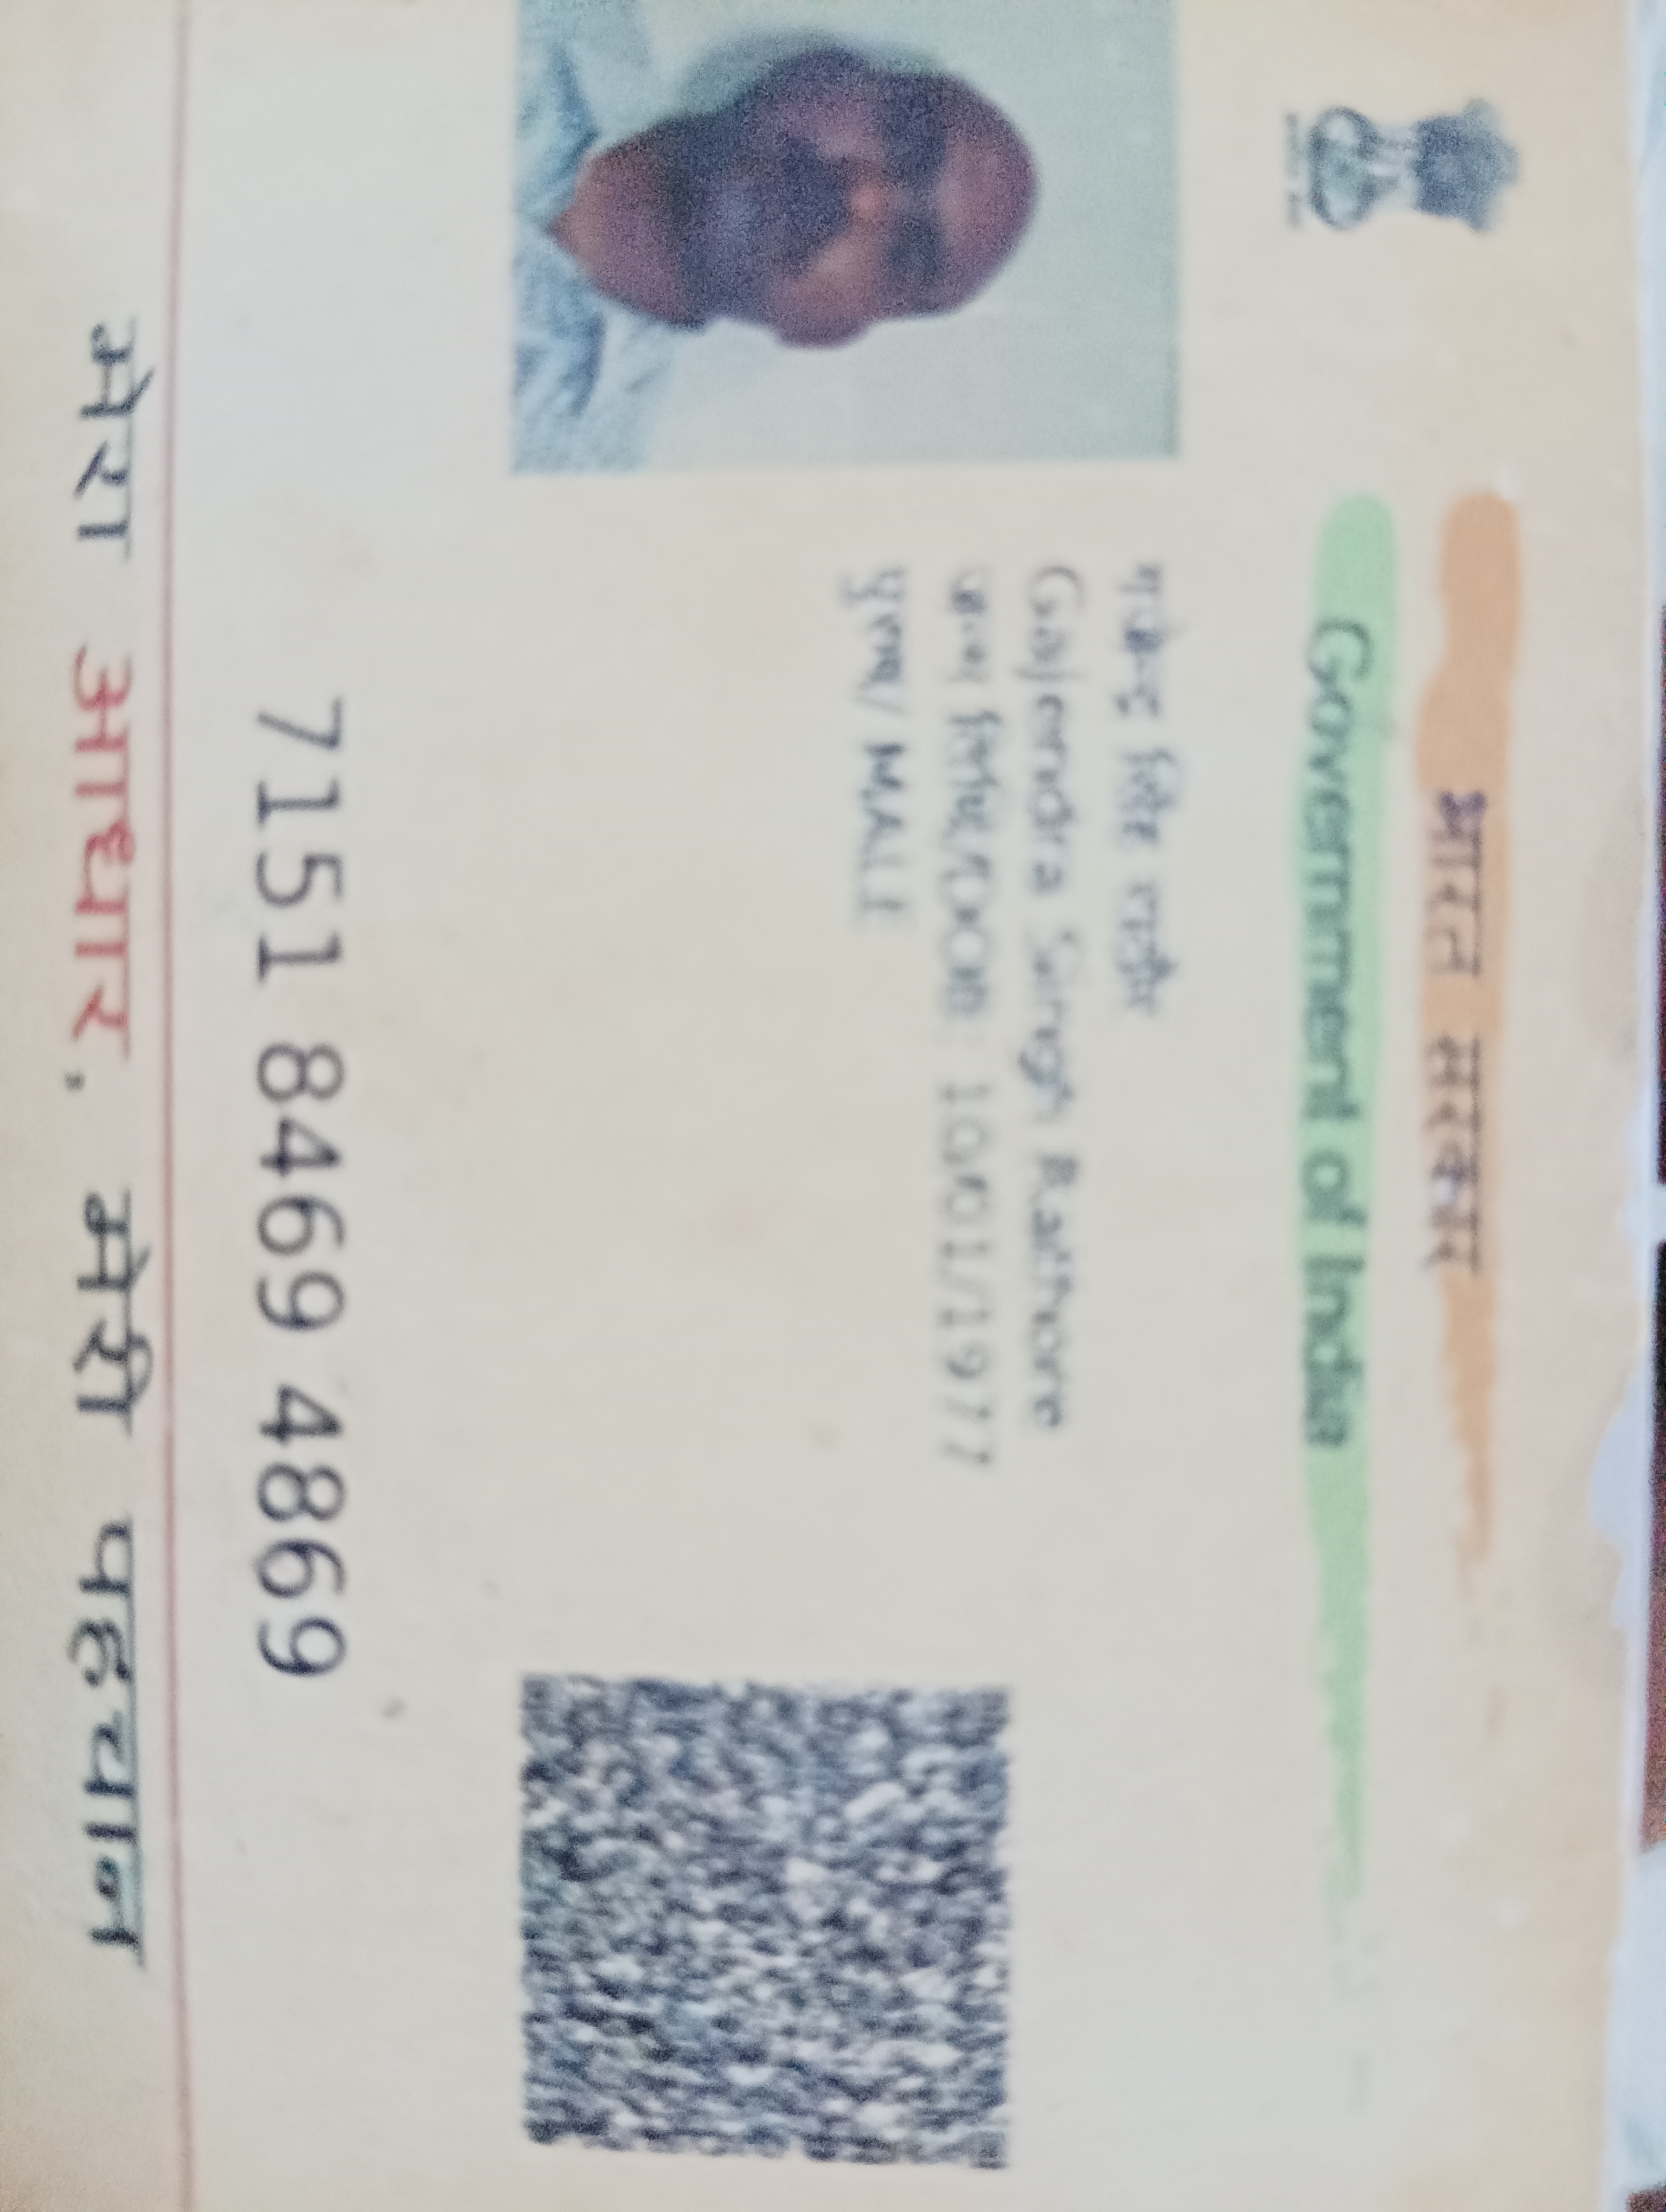 भारत सरकार
Government of India
गजेन्द्र सिंह राठौर
Gajendra Singh Rathore
जन्म तिथि/DOB: 10/01/1977
पुरुष/ MALE
7151 8469 4869
मेरा आधार, मेरी पहचान